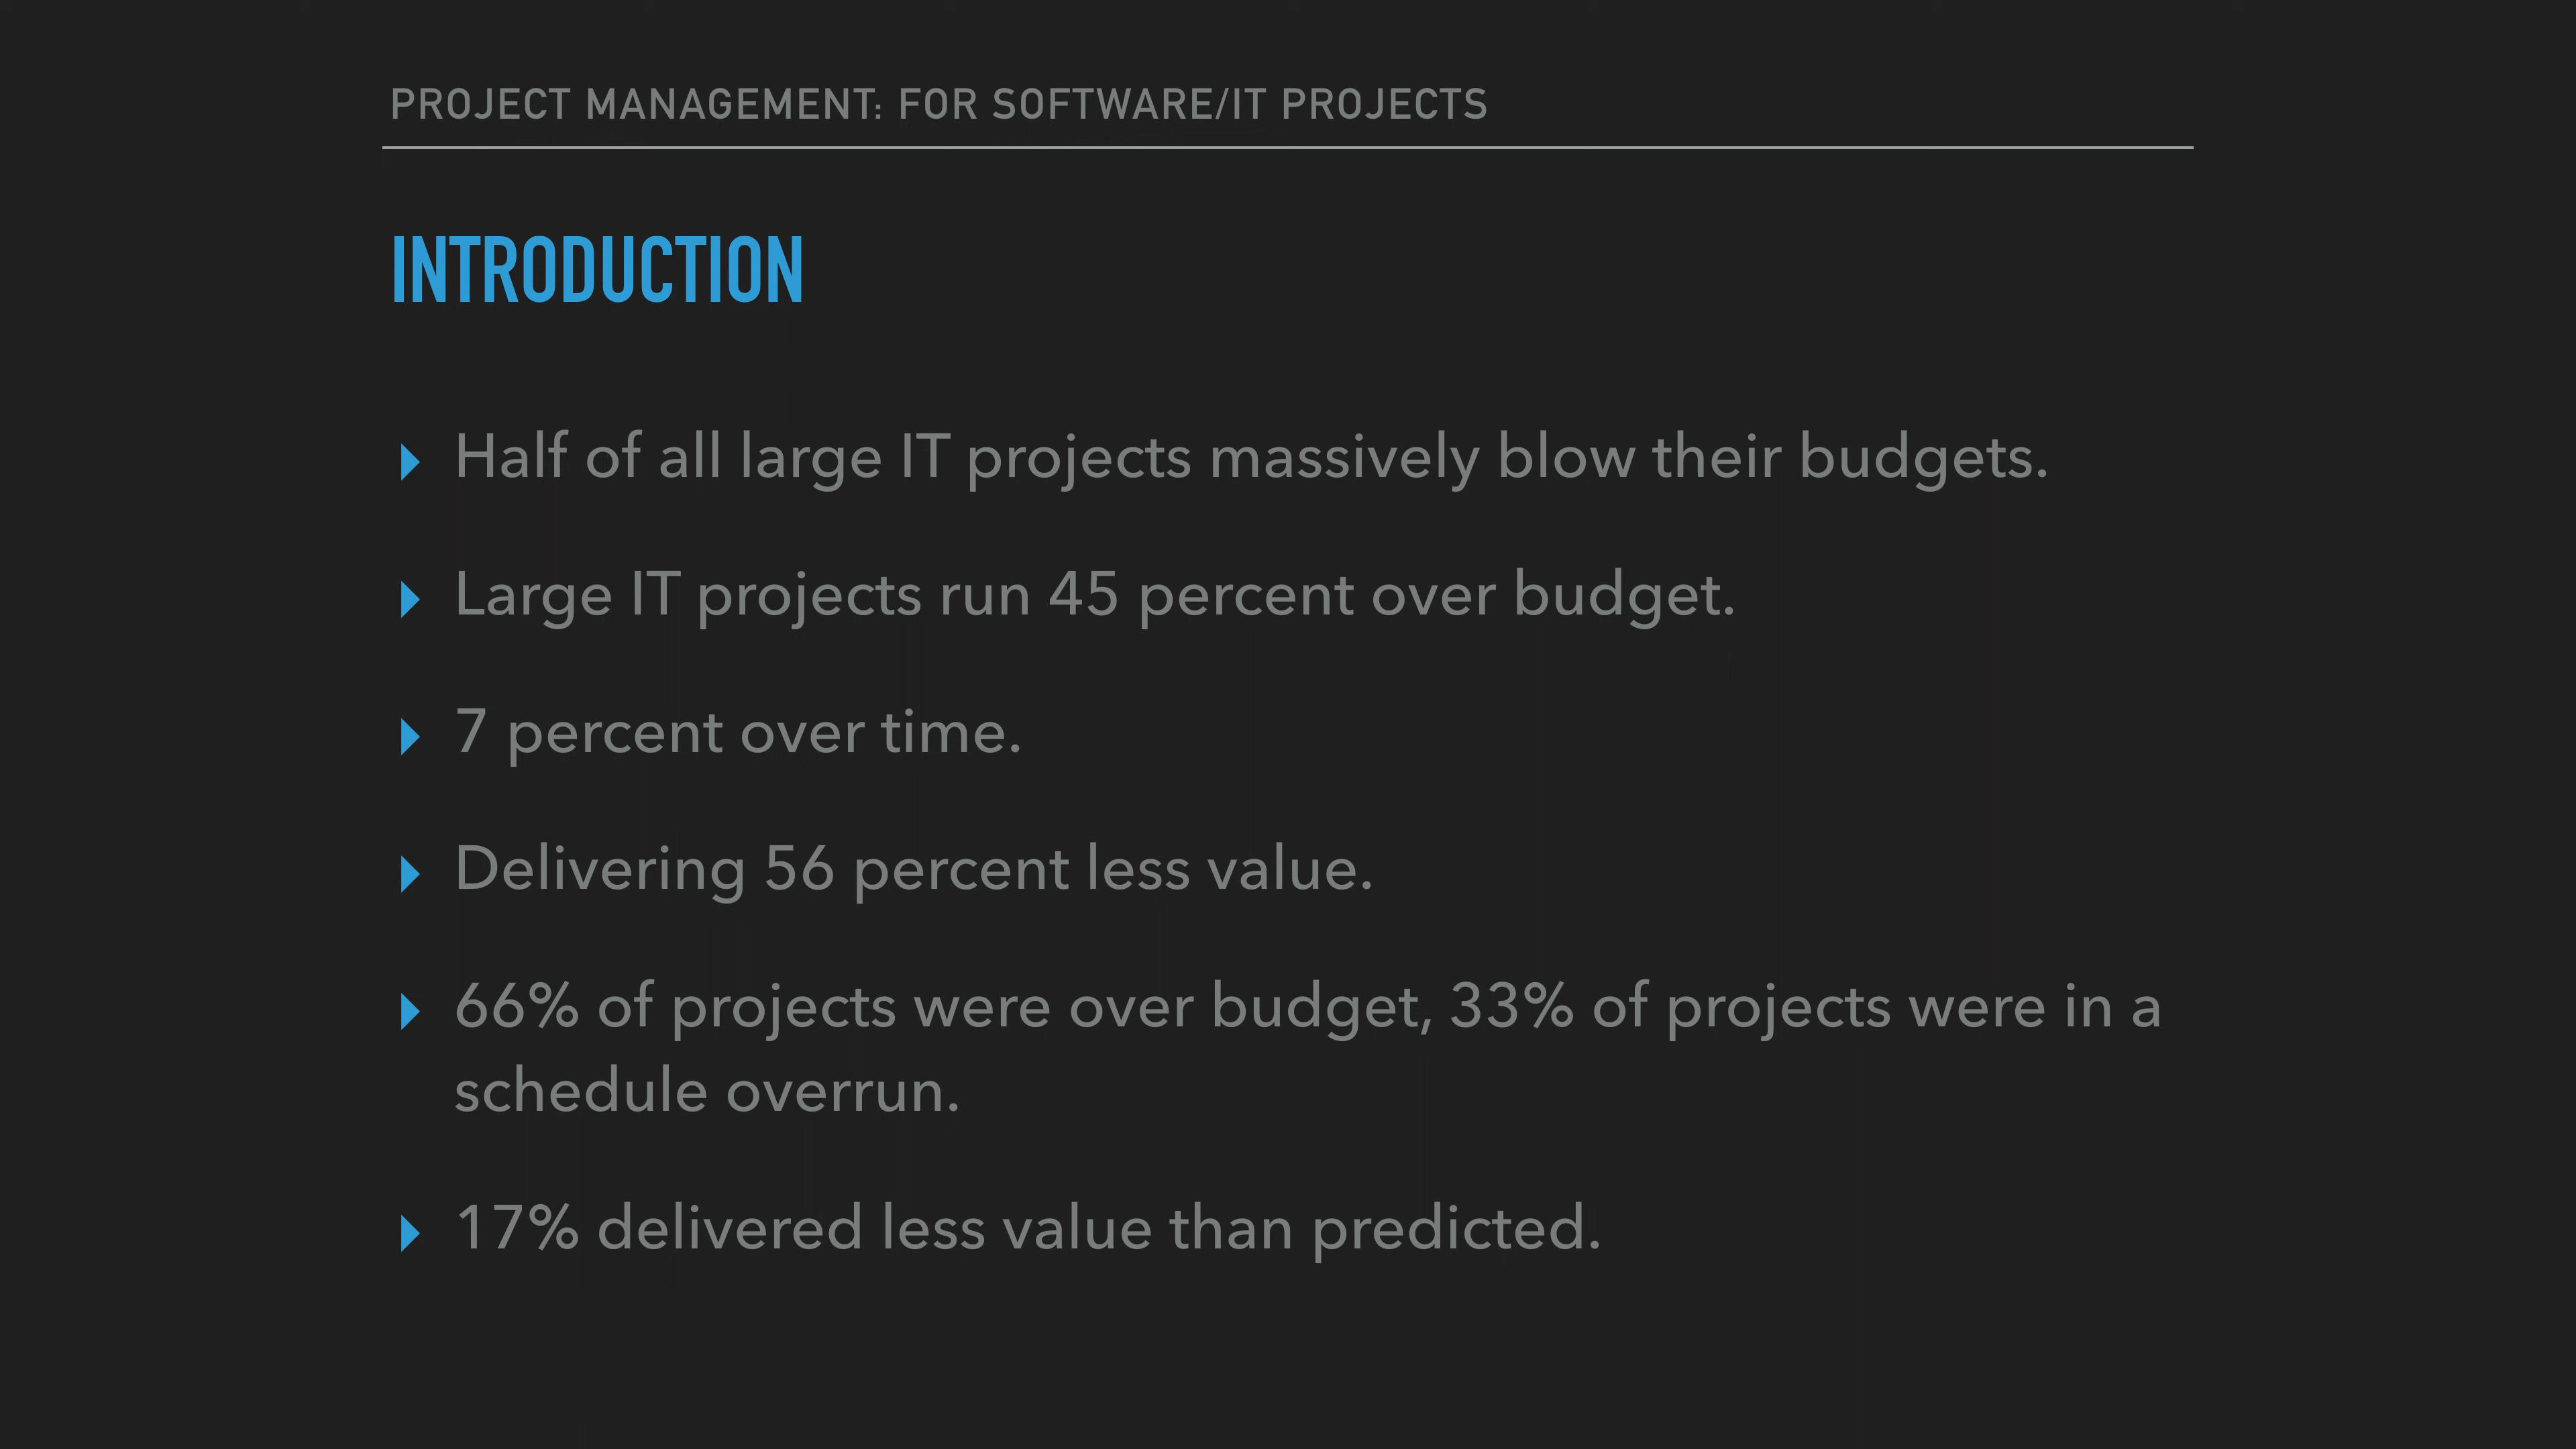 PROJECT MANAGEMENT: FOR SOFTWARE/IT PROJECTS
INTRODUCTION
Half of all large IT projects massively blow their budgets.
Large IT projects run 45 percent over budget.
7 percent over time.
Delivering 56 percent less value.
66% of projects were over budget, 33% of projects were in a
schedule overrun.
17% delivered less value than predicted.